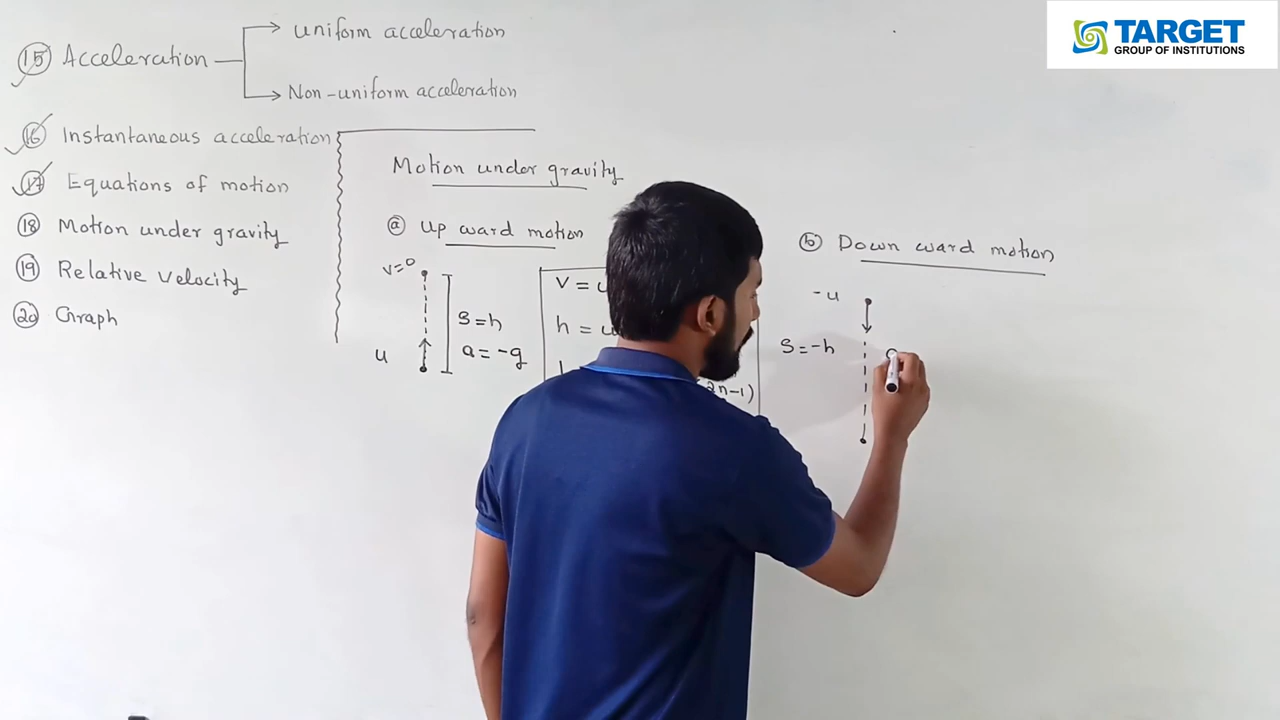 TARGET
GROUP OF INSTITUTIONS
15 Acceleration
uniform acceleration
Non-uniform acceleration
16 Instantaneous acceleration
17 Equations of motion
18 Motion under gravity
19 Relative velocity
20 Graph
Motion under gravity
a Up ward motion
v=0
u
S=h
a=-g
v=u
h=u
(2n-1)
b Down ward motion
-u
S=-h